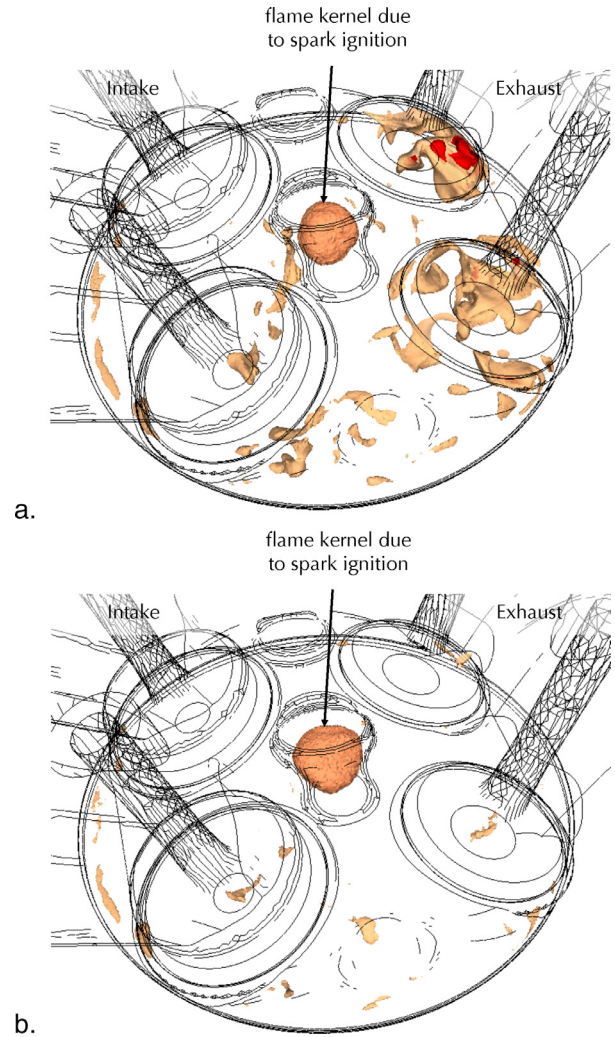 flame kernel due
to spark ignition
Intake
Exhaust
a.
flame kernel due
to spark ignition
Intake
Exhaust
b.